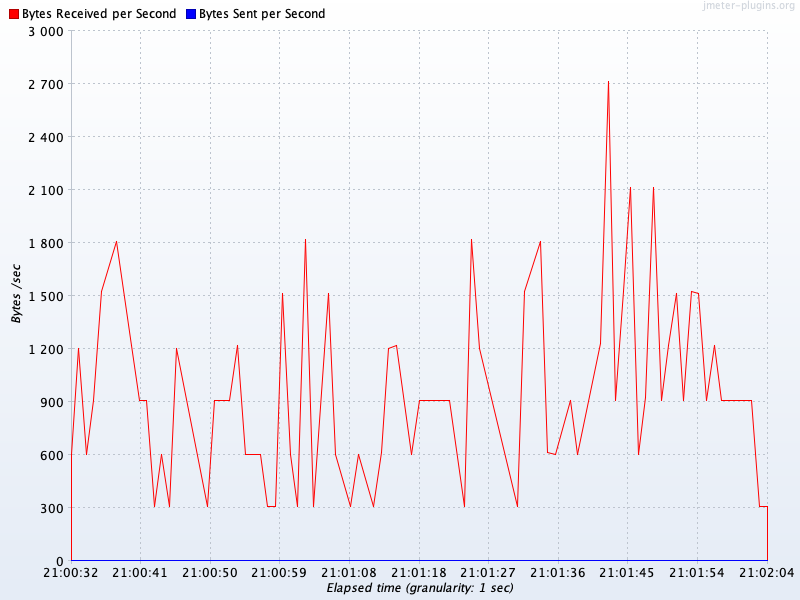 jmeter-plugins.org
Bytes Received per Second Bytes Sent per Second
3 000
2 700
2 400
2 100
1 800
1 500
1 200
900
600
300
0
Bytes /sec
21:00:32 21:00:41 21:00:50 21:00:59 21:01:08 21:01:18 21:01:27 21:01:36 21:01:45 21:01:54 21:02:04
Elapsed time (granularity: 1 sec)